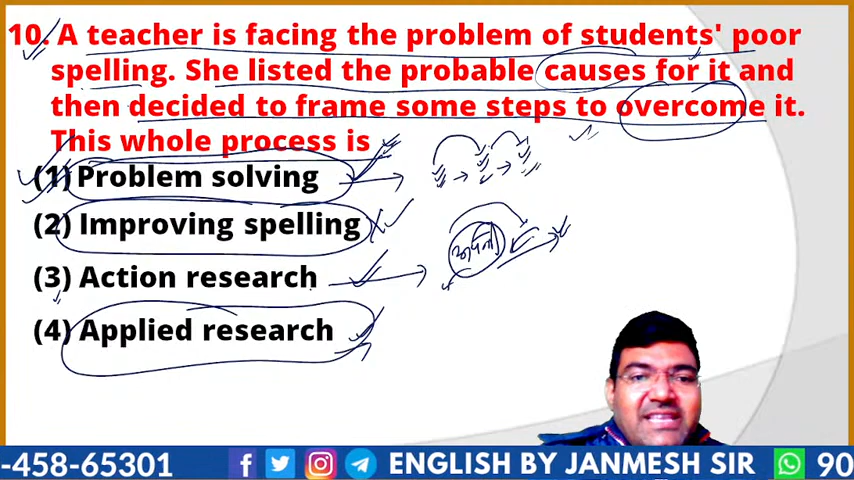 10. A teacher is facing the problem of students' poor
spelling. She listed the probable causes for it and
then decided to frame some steps to overcome it.
This whole process is
(1) Problem solving
(2) Improving spelling
(3) Action research
(4) Applied research
-458-65301 ENGLISH BY JANMESH SIR 90